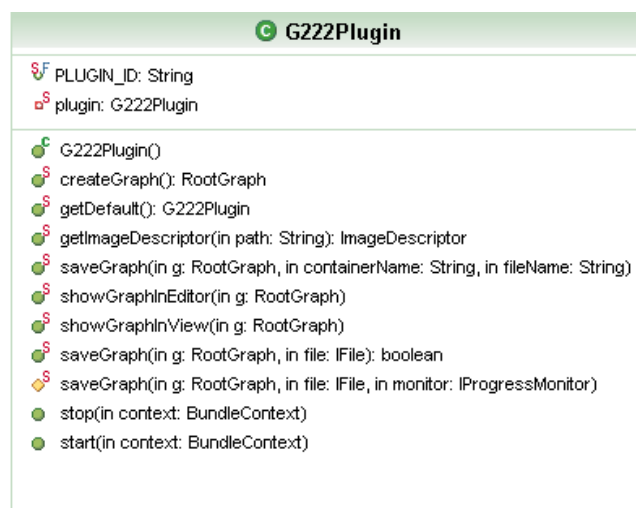 C G222Plugin
S F PLUGIN_ID: String
S plugin: G222Plugin
C G222Plugin()
S createGraph(): RootGraph
S getDefault(): G222Plugin
S getImageDescriptor(in path: String): ImageDescriptor
S saveGraph(in g: RootGraph, in containerName: String, in fileName: String)
S showGraphInEditor(in g: RootGraph)
S showGraphInView(in g: RootGraph)
S saveGraph(in g: RootGraph, in file: IFile): boolean
S saveGraph(in g: RootGraph, in file: IFile, in monitor: IProgressMonitor)
stop(in context: BundleContext)
start(in context: BundleContext)